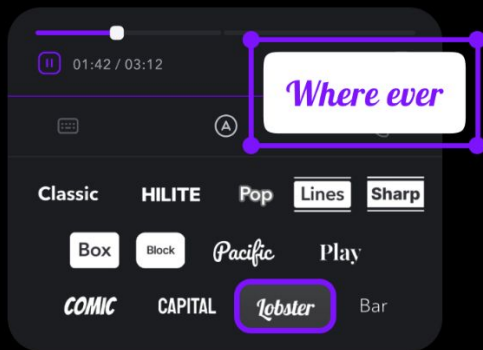 01:42 / 03:12
Where ever
A
Classic HILITE Pop Lines Sharp
Box Block Pacific Play
COMIC CAPITAL Lobster Bar